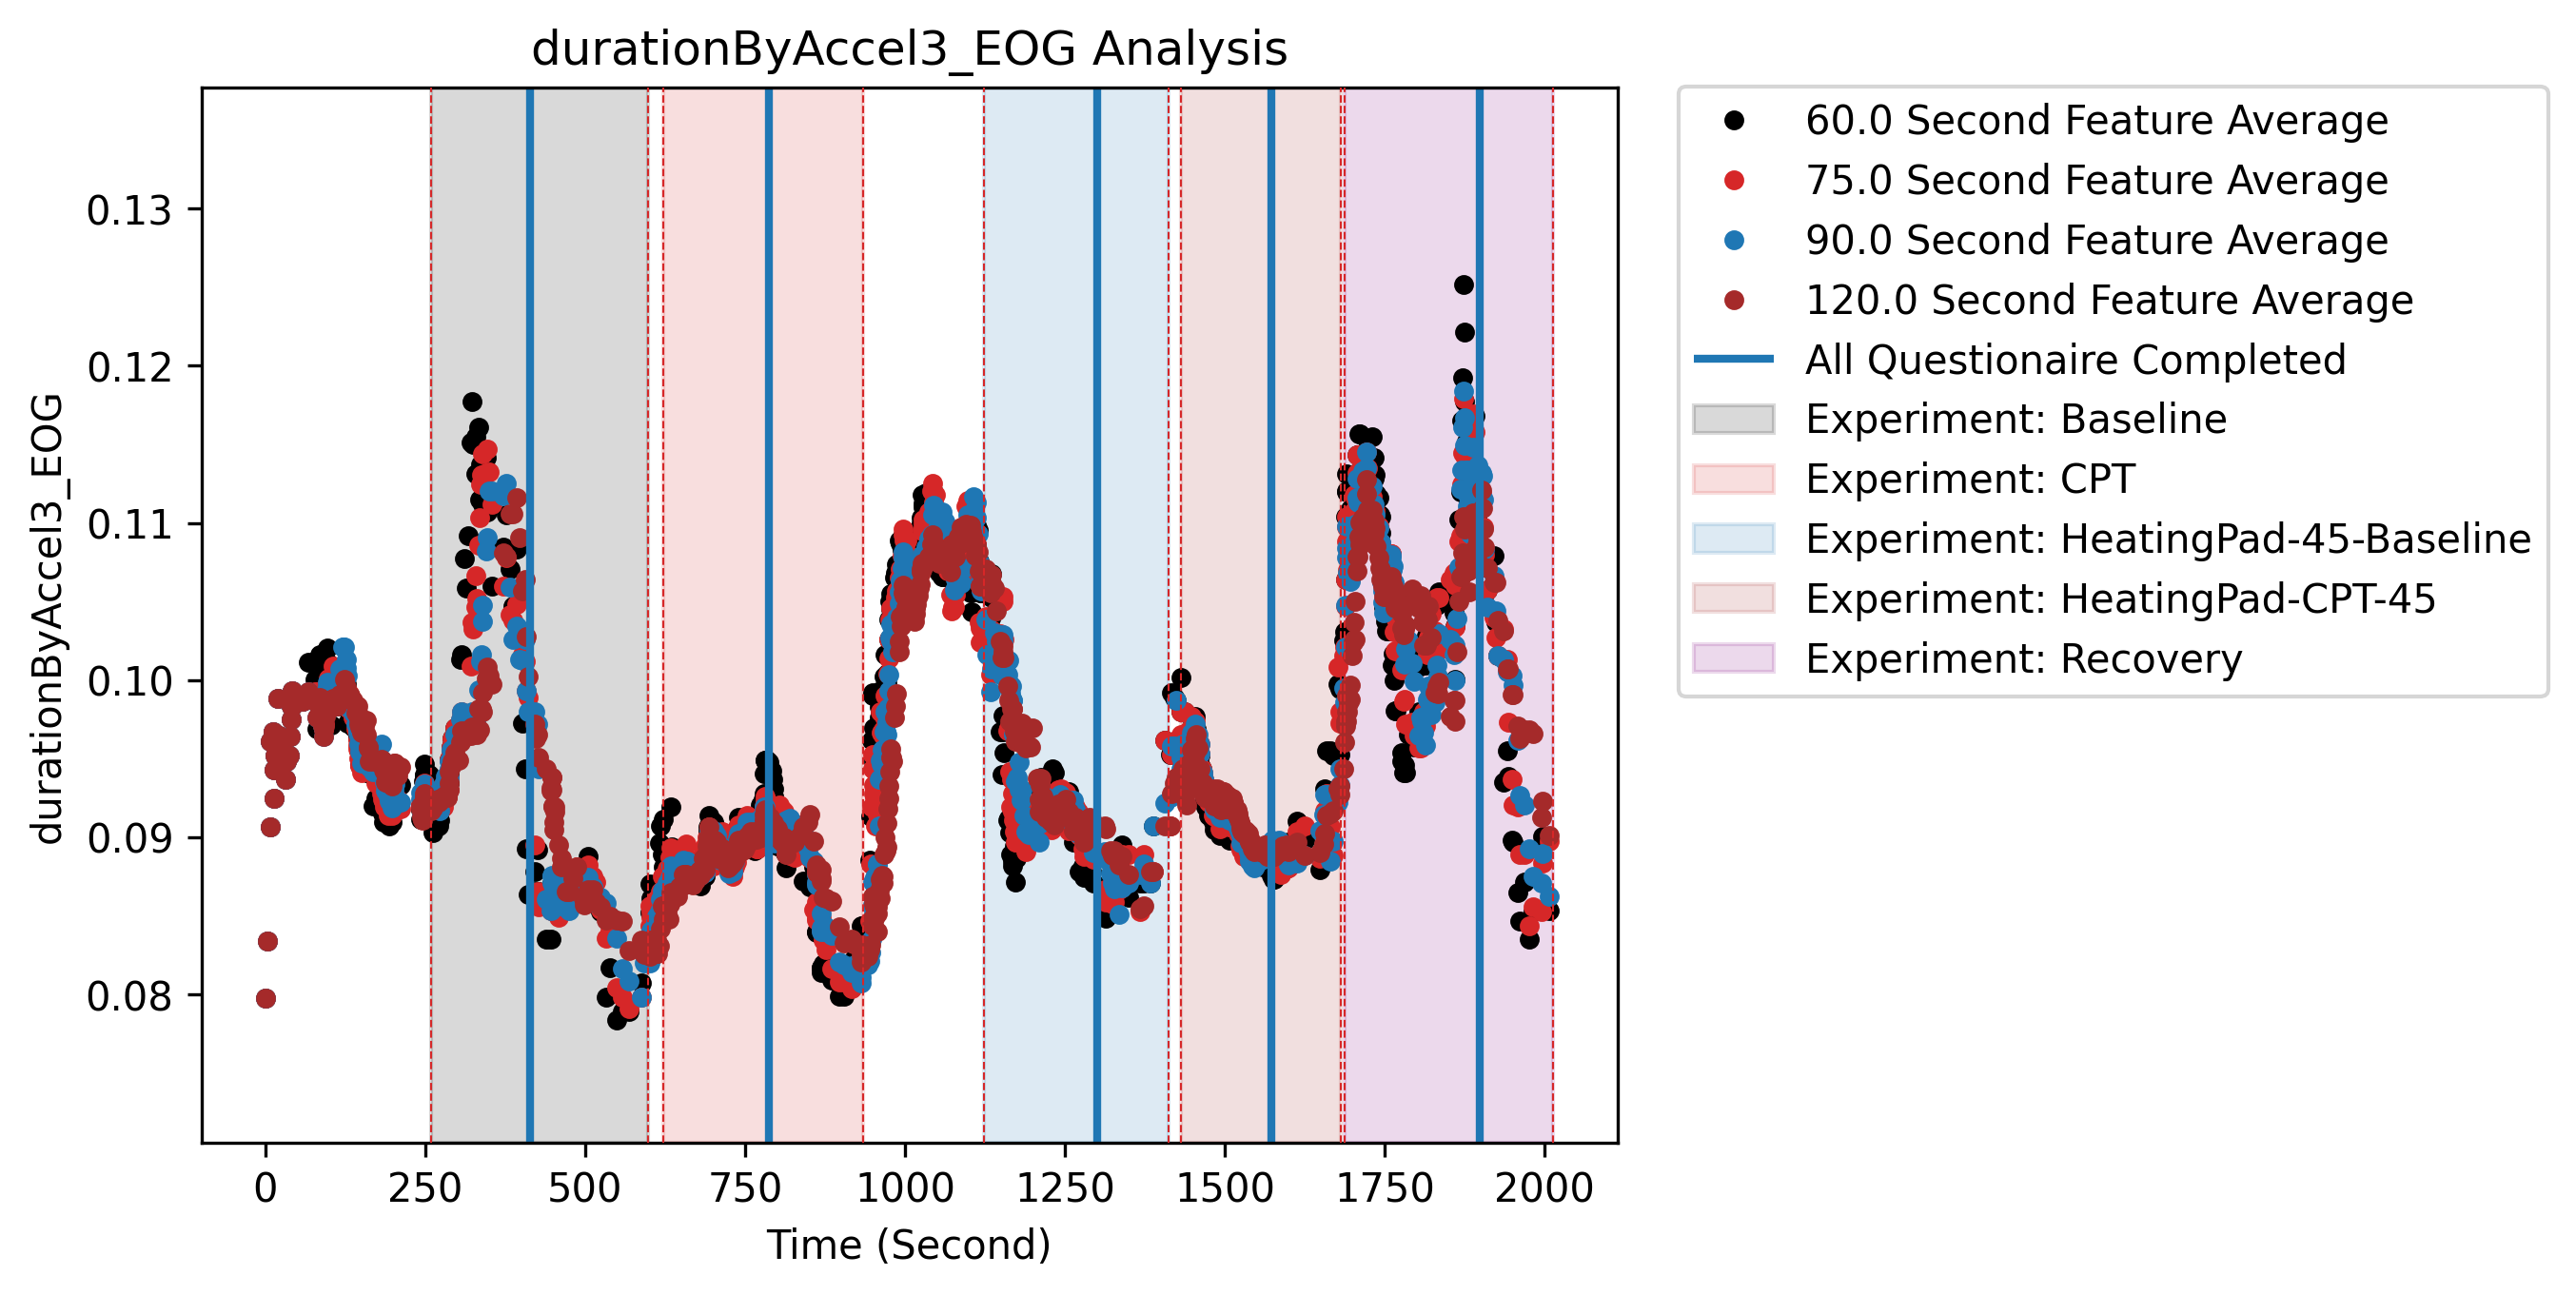 durationByAccel3_EOG Analysis
durationByAccel3_EOG
0.13
0.12
0.11
0.10
0.09
0.08
0 250 500 750 1000 1250 1500 1750 2000
Time (Second)
60.0 Second Feature Average
75.0 Second Feature Average
90.0 Second Feature Average
120.0 Second Feature Average
All Questionaire Completed
Experiment: Baseline
Experiment: CPT
Experiment: HeatingPad-45-Baseline
Experiment: HeatingPad-CPT-45
Experiment: Recovery